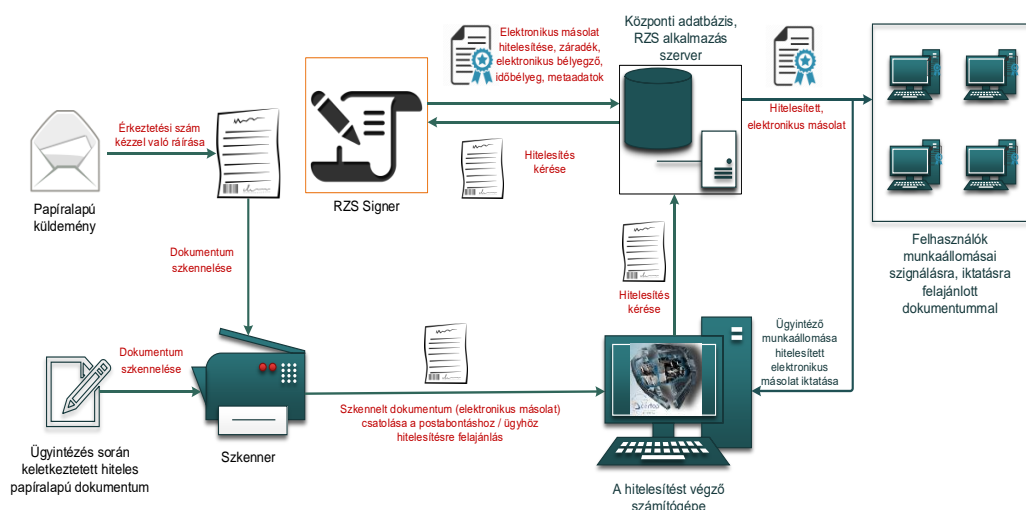 Elektronikus másolat
hitelesítése, záradék,
elektronikus bélyegző,
időbélyeg, metaadatok
Központi adatbázis,
RZS alkalmazás
szerver
Hitelesített,
elektronikus másolat
Érkeztetési szám
kézzel való ráírása
Hitelesítés
kérése
Papíralapú
küldemény
RZS Signer
Dokumentum
szkennelése
Hitelesítés
kérése
Felhasználók
munkaállomásai
szignálásra, iktatásra
felajánlott
dokumentummal
Ügyintéző
munkaállomása
hitelesített
elektronikus
másolat iktatása
Dokumentum
szkennelése
Szkennelt dokumentum (elektronikus másolat)
csatolása a postabontáshoz / ügyhöz
hitelesítésre felajánlás
Ügyintézés során
keletkeztetett hiteles
papíralapú dokumentum
Szkenner
A hitelesítést végző
számítógépe